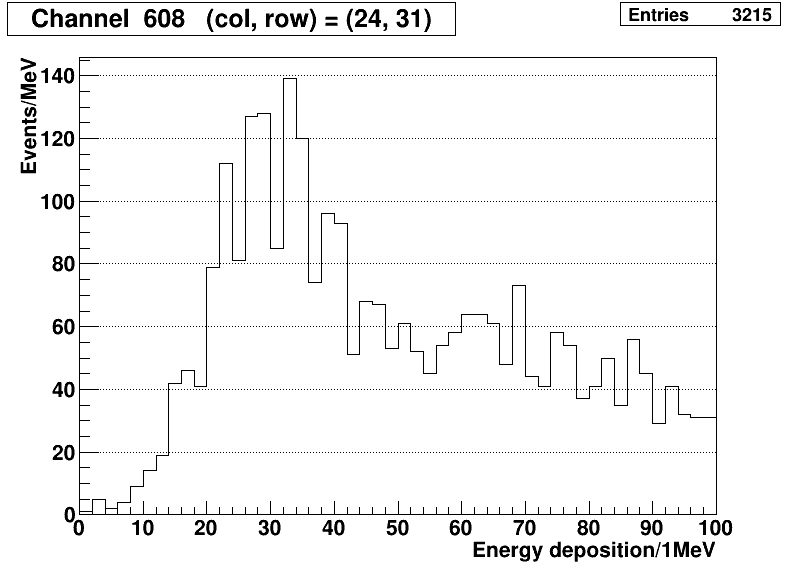 Channel  608   (col, row) = (24, 31)
Entries 3215
Events/MeV
140
120
100
80
60
40
20
0
0 10 20 30 40 50 60 70 80 90 100
Energy deposition/1MeV